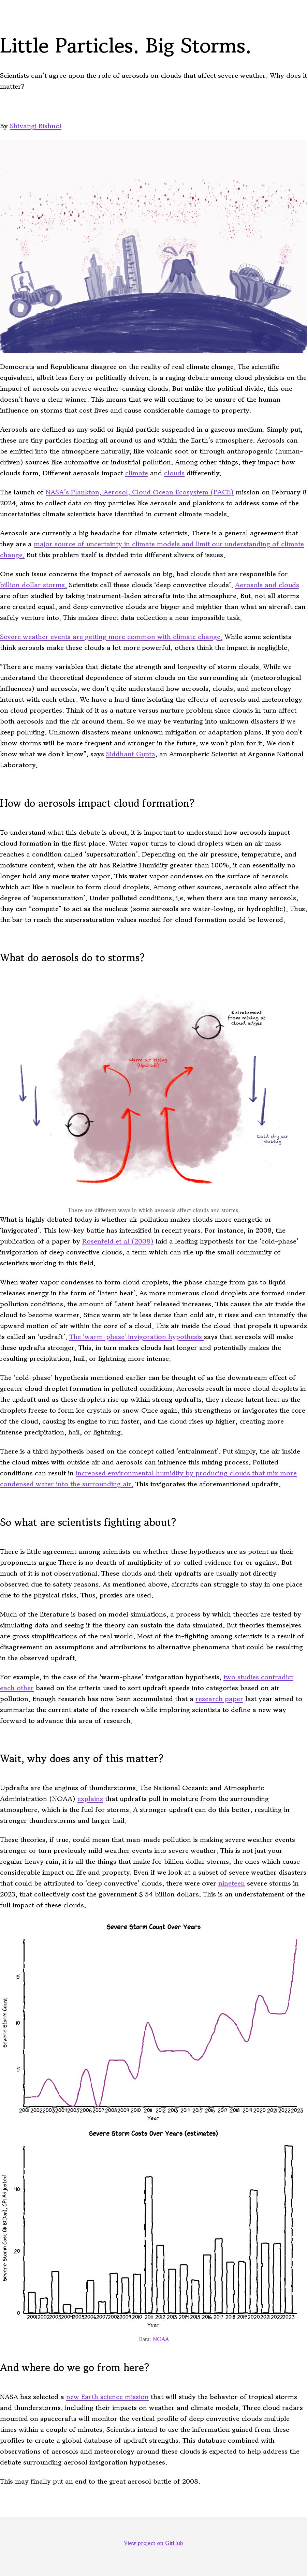 Little Particles. Big Storms.
Scientists can't agree upon the role of aerosols on clouds that affect severe weather. Why does it
matter?
By Shivangi Bishnoi
Democrats and Republicans disagree on the reality of real climate change. The scientific
equivalent, albeit less fiery or politically driven, is a raging debate among cloud physicists on the
impact of aerosols on severe weather-causing clouds. But unlike the political divide, this one
doesn't have a clear winner. This means that we will continue to be unaware of the human
influence on storms that cost lives and cause massive damage to property.
Aerosols are defined as any solid or liquid particle suspended in a gaseous medium. Simply put, they
are tiny particles floating all around us and within the Earth's atmosphere. Aerosols can be
emitted into the atmosphere naturally, like sea salt and dust, or through anthropogenic (human-
driven) sources like automotive or industrial pollution. Among other things, they impact how
clouds form. Different aerosols impact climate and clouds differently.
The launch of NASA's Plankton, Aerosol, Cloud Ocean Ecosystem (PACE) mission on February 8
2024, aims to collect data on tiny particles like aerosols and plankton to address some of the
uncertainties climate scientists have identified in current climate models.
Aerosols are currently a big headache for climate scientists. There is a general agreement that
they are a major source of uncertainty in climate models and limit our understanding of climate
change. But this problem itself is divided into different slivers of issues.
One such issue is the impact of aerosols on big, boundless storm clouds that are responsible for
billion dollar storms. Scientists call these clouds 'deep convective clouds'. Aerosols and clouds
are often studied by taking instrument-laden aircraft into the atmosphere. But, not all storms
are created equal, and deep convective clouds are bigger and mightier than most aircraft can
safely venture into. This makes the observation of these monsters a difficult task.
Severe weather events are getting more common with climate change. While some scientists
think aerosols make these clouds a lot more powerful, others think the effect is negligible.
"There are many variables that dictate the strength and longevity of storm clouds. While we
understand the influence of the variability in the dynamics of the surrounding air (meteorological
influences) and aerosols, we don't quite understand how aerosols, clouds, and meteorology
interact with each other. We have a hard time isolating the effects of aerosols and meteorology
on cloud properties. Think of it as a nature versus nurture problem since clouds in turn affect
both aerosols and the air around them. So we may be venturing into unknown disasters if we
keep polluting. Unknown disasters mean unknown mitigation or adaptation plans. If you don't
know storms will be more frequent and stronger in the future, we won't plan for it. We don't
know what we don't know", says Siddhant Gupta, an Atmospheric Scientist at Argonne National
Laboratory.
How do aerosols impact cloud formation?
To understand what this debate is about, it is important to understand how aerosols impact
cloud formation in the first place. Water vapor turns to cloud droplets when an air mass
reaches a condition called 'supersaturation'. Depending on the air pressure, temperature, and
moisture content, when the air has Relative Humidity greater than 100%, it can essentially no
longer hold any more water vapor. This water vapor condenses on the surface of aerosols
which act like a nucleus to form cloud droplets. Among other sources, aerosols also affect the
degree of 'supersaturation'. Under polluted conditions, i.e. when there are too many aerosols,
they can "compete" to act as the nucleus (some aerosols are water-loving, or hydrophilic). Thus,
the bar to reach the supersaturation values needed for cloud formation could be lowered.
What do aerosols do to storms?
Entrainment
from mixing at
cloud edges
Warm air rising
(Updraft)
Cold dry air
sinking
There are different ways in which aerosols affect clouds and storms.
What is highly debated today is whether air pollution makes clouds more energetic or
'invigorated'. This low-key battle has intensified in recent years. For instance, in 2008, the
publication of a paper by Rosenfeld et al (2008) laid a leading hypothesis for the 'cold-phase'
invigoration of deep convective clouds, a term which can rile up the small community of
scientists working in this field.
When water vapor condenses to form cloud droplets, the phase change from gas to liquid
releases energy in the form of 'latent heat'. As more and more cloud droplets can form under
pollution conditions, the amount of 'latent heat' released increases. This causes the air inside the
cloud to become warmer. Since warm air is less dense than cold air, it rises and can intensify the
upward motion of air within the core of a cloud. This air inside the cloud that propels it upwards
is called an 'updraft'. The 'warm-phase' invigoration hypothesis says that aerosols will make
these updrafts stronger. This, in turn, makes clouds last longer and can actually enhance the
resulting precipitation, hail, or lightning more intense.
The 'cold-phase' hypothesis mentioned earlier can be thought of as the downstream effect of
greater cloud droplet formation in polluted conditions. Aerosols can result in smaller droplets in
the updraft and as these droplets rise up within strong updrafts, they release latent heat as the
droplets freeze to form ice crystals or snow Once again, this strengthens or invigorates the core
of the cloud, causing its engine to run faster, and the cloud rises up higher, creating more
intense precipitation, hail, or lightning.
There is a third hypothesis based on the concept called 'entrainment'. Put simply, the air inside
the cloud mixes with outside air, and aerosols can influence this mixing process. Polluted
conditions can result in increased environmental humidity by producing clouds that mix more
condensed water into the surrounding air. This invigorates the aforementioned updrafts.
So what are scientists fighting about?
There is little agreement among scientists on whether these hypotheses are as potent as their
proponents argue There is no dearth of multiplicity of so-called evidence for or against. But
much of it is not observational. These clouds and their updrafts are usually not directly
observed due to safety reasons. As mentioned above, aircrafts can struggle to stay in one place
due to the physical risks. Thus, proxies are used.
Much of the literature is based on model simulations, a process by which theories are tested by
simulating data and seeing if the theory can sustain the data simulated. But theories themselves
are gross simplifications of the real world. Most of the in-fighting among scientists is a result of
disagreement on assumptions and attributions to alternative phenomena that could be resulting
in the observed updraft.
For example, in the case of the 'warm-phase' invigoration hypothesis, two studies contradict
each other based on the criteria used to sort updraft speeds into categories based on air
pollution. Enough research has now been accumulated that a research paper last year aimed to
summarize the current state of the research while imploring scientists to define a new way
forward to advance this area of research.
Wait, why does any of this matter?
Updrafts are the engines of thunderstorms. The National Oceanic and Atmospheric
Administration (NOAA) explains that updrafts pull in moisture from the surrounding
atmosphere, which is the fuel for storms. A stronger updraft can do this better, resulting in
stronger thunderstorms and larger hail.
These theories, if true, could mean that man-made pollution is making severe weather events
stronger or turn previously mild weather events into severe weather. This is not just your
regular heavy rain, it is all the things that make for billion dollar storms, the ones which cause
considerable impact on life and property. Even if we look at a subset of severe weather disasters
that could be attributed to 'deep convective' clouds, there were over nineteen severe storms in
2023, that collectively cost the government $ 54 billion dollars. This is an understatement of the
full impact of these clouds.
Severe Storm Count Over Years
Severe Storm Count
15
10
5
2001 2002 2003 2004 2005 2006 2007 2008 2009 2010 2011 2012 2013 2014 2015 2016 2017 2018 2019 2020 2021 2022 2023
Year
Severe Storm Costs Over Years (estimates)
Severe Storm Cost ($ Billion), CPI Adjusted
40
20
0
2001 2002 2003 2004 2005 2006 2007 2008 2009 2010 2011 2012 2013 2014 2015 2016 2017 2018 2019 2020 2021 2022 2023
Year
Data: NOAA
And where do we go from here?
NASA has selected a new Earth science mission that will study the behavior of tropical storms
and thunderstorms, including their impacts on weather and climate models. Three cloud radars
mounted on spacecrafts will monitor the vertical profile of deep convective clouds multiple
times within a couple of minutes. Scientists intend to use the information gained from these
profiles to create a global database of updraft strengths. This database combined with
observations of aerosols and meteorology around these clouds is expected to help address the
debate surrounding aerosol invigoration hypotheses.
This may finally put an end to the great aerosol battle of 2008.
View project on GitHub